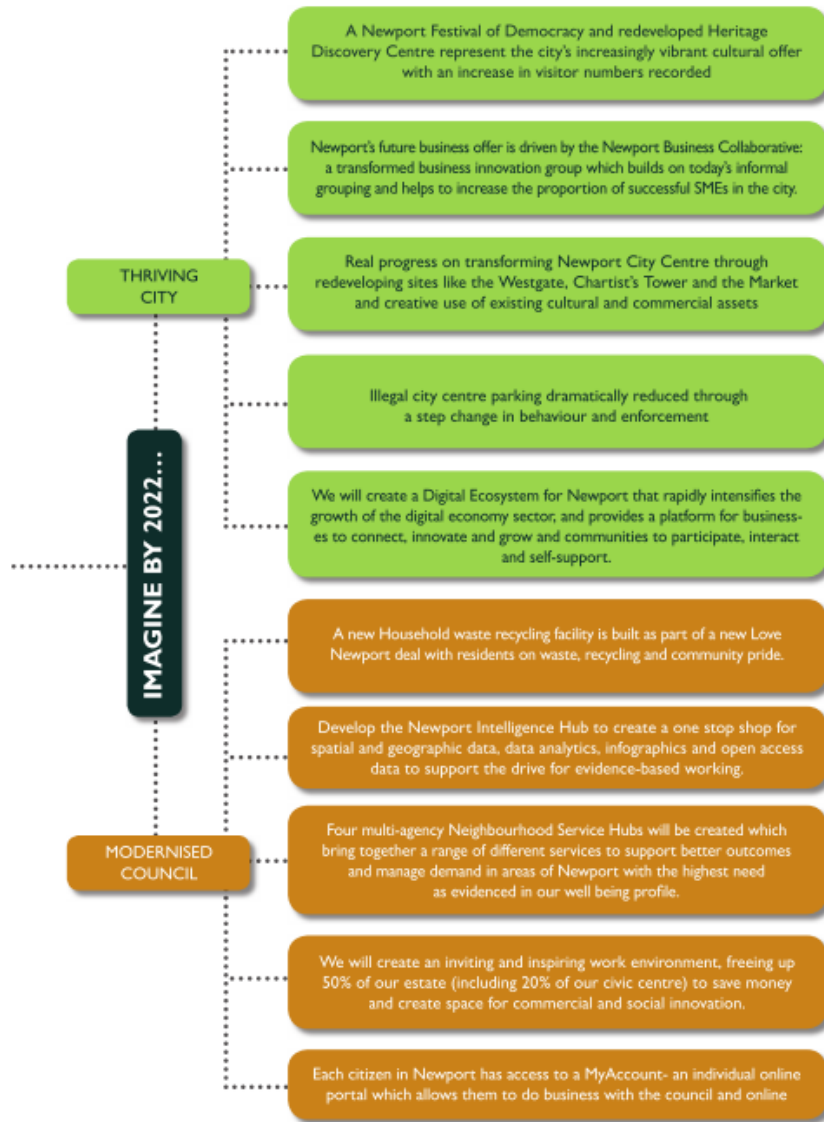 IMAGINE BY 2022...
THRIVING
CITY
A Newport Festival of Democracy and redeveloped Heritage
Discovery Centre represent the city's increasingly vibrant cultural offer
with an increase in visitor numbers recorded
Newport's future business offer is driven by the Newport Business Collaborative:
a transformed business innovation group which builds on today's informal
grouping and helps to increase the proportion of successful SMEs in the city.
Real progress on transforming Newport City Centre through
redeveloping sites like the Westgate, Chartist's Tower and the Market
and creative use of existing cultural and commercial assets
Illegal city centre parking dramatically reduced through
a step change in behaviour and enforcement
We will create a Digital Ecosystem for Newport that rapidly intensifies the
growth of the digital economy sector, and provides a platform for business-
es to connect, innovate and grow and communities to participate, interact
and self-support.
MODERNISED
COUNCIL
A new Household waste recycling facility is built as part of a new Love
Newport deal with residents on waste, recycling and community pride.
Develop the Newport Intelligence Hub to create a one stop shop for
spatial and geographic data, data analytics, infographics and open access
data to support the drive for evidence-based working.
Four multi-agency Neighbourhood Service Hubs will be created which
bring together a range of different services to support better outcomes
and manage demand in areas of Newport with the highest need
as evidenced in our well being profile.
We will create an inviting and inspiring work environment, freeing up
50% of our estate (including 20% of our civic centre) to save money
and create space for commercial and social innovation.
Each citizen in Newport has access to a MyAccount- an individual online
portal which allows them to do business with the council and online